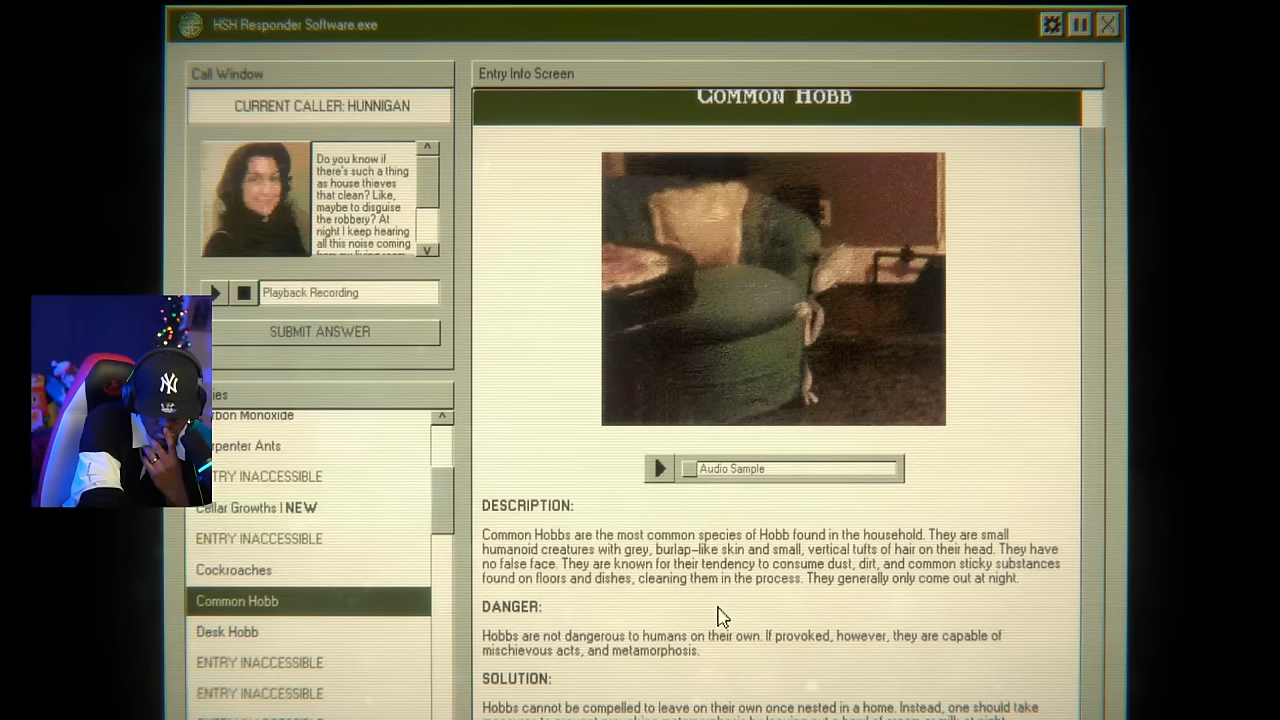 HSH Responder Software.exe
Call Window
CURRENT CALLER: HUNNIGAN
Do you know if
there's such a thing
as house thieves
that clean? Like,
maybe to disguise
the robbery? At
night I keep hearing
all this noise coming
from my living room
Playback Recording
SUBMIT ANSWER
ies
rbon Monoxide
rpenter Ants
TRY INACCESSIBLE
Cellar Growths | NEW
ENTRY INACCESSIBLE
Cockroaches
Common Hobb
Desk Hobb
ENTRY INACCESSIBLE
ENTRY INACCESSIBLE
Entry Info Screen
COMMON HOBB
Audio Sample
DESCRIPTION:
Common Hobbs are the most common species of Hobb found in the household. They are small
humanoid creatures with grey, burlap-like skin and small, vertical tufts of hair on their head. They have
no false face. They are known for their tendency to consume dust, dirt, and common sticky substances
found on floors and dishes, cleaning them in the process. They generally only come out at night.
DANGER:
Hobbs are not dangerous to humans on their own. If provoked, however, they are capable of
mischievous acts, and metamorphosis.
SOLUTION:
Hobbs cannot be compelled to leave on their own once nested in a home. Instead, one should take
NY